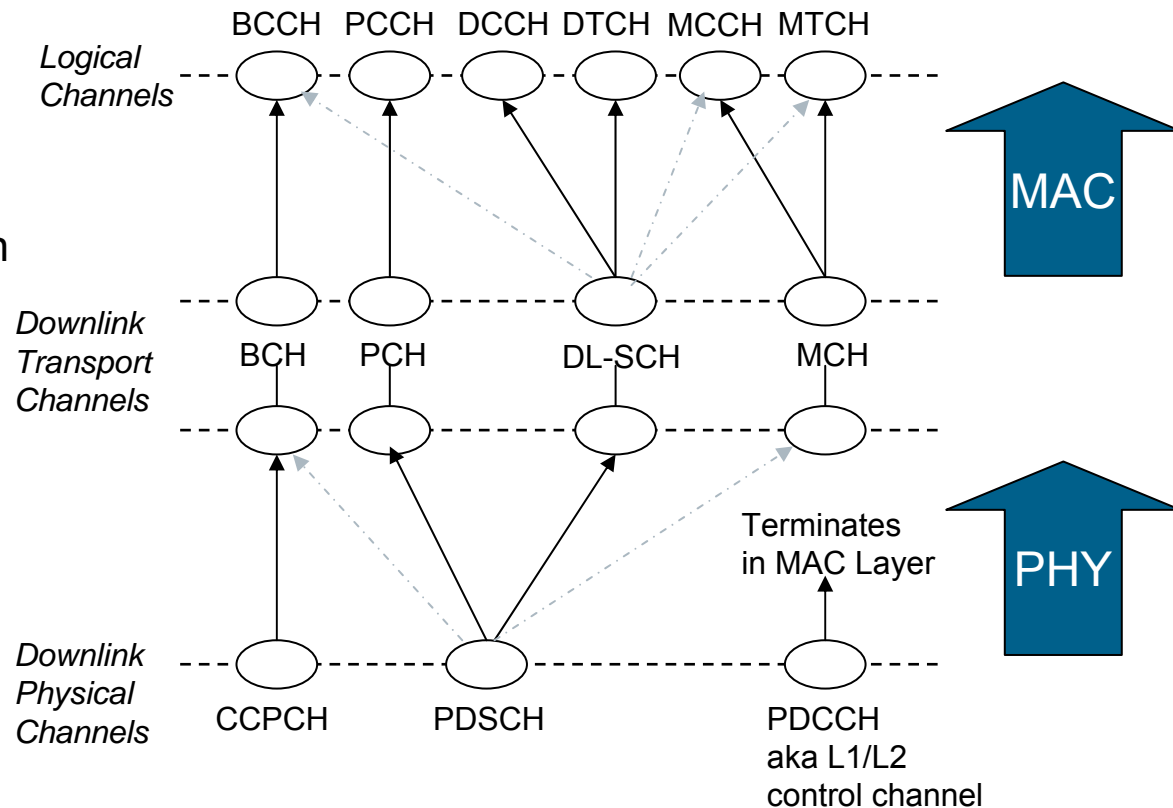 BCCH PCCH DCCH DTCH MCCH MTCH
Logical
Channels
MAC
n
Downlink
Transport
Channels
BCH PCH DL-SCH MCH
Terminates
in MAC Layer
PHY
Downlink
Physical
Channels
CCPCH PDSCH PDCCH
aka L1/L2
control channel